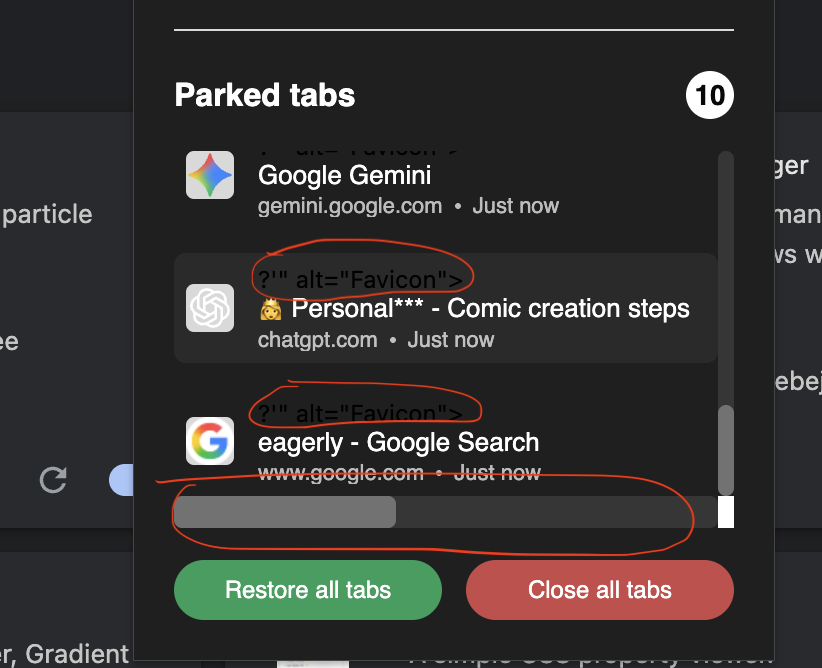 Parked tabs
10
?'" alt="Favicon">
Google Gemini
gemini.google.com • Just now
?'" alt="Favicon">
👸 Personal*** - Comic creation steps
chatgpt.com • Just now
?'" alt="Favicon">
eagerly - Google Search
www.google.com • Just now
Restore all tabs
Close all tabs
particle
ee
r, Gradient
ger
man
ws w
ebej
A simple CSS property viewer